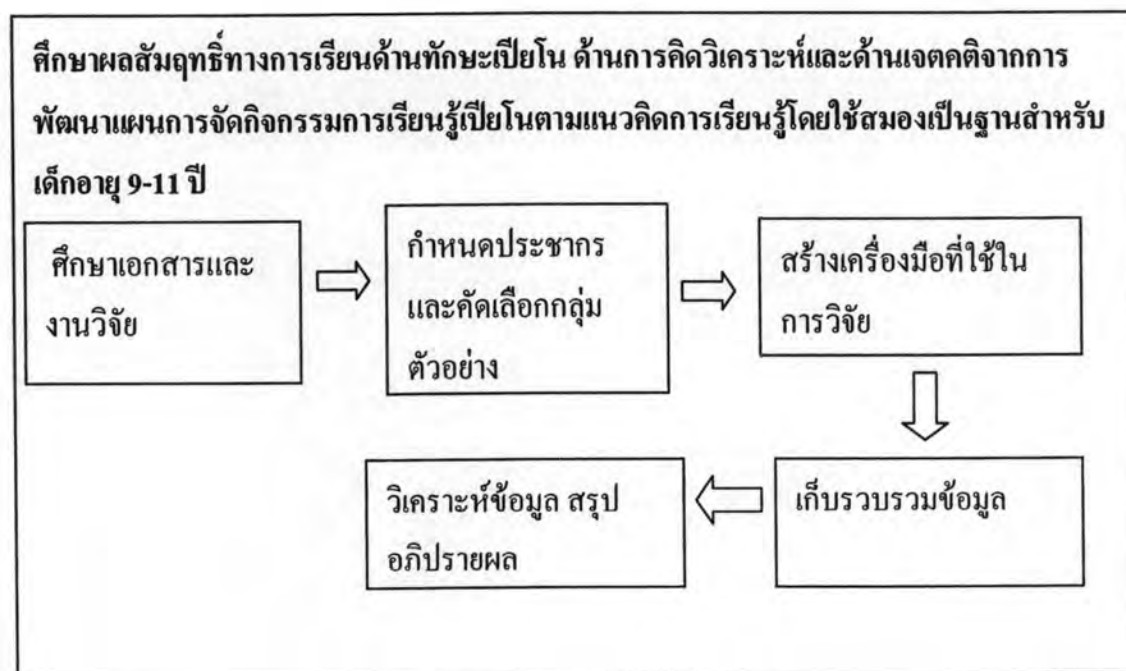 ศึกษาผลสัมฤทธิ์ทางการเรียนด้านทักษะเปียโน ด้านการคิดวิเคราะห์และด้านเจตคติจากการ
พัฒนาแผนการจัดกิจกรรมการเรียนรู้เปียโนตามแนวคิดการเรียนรู้โดยใช้สมองเป็นฐานสำหรับ
เด็กอายุ 9-11 ปี
ศึกษาเอกสารและ
งานวิจัย
กำหนดประชากร
และคัดเลือกกลุ่ม
ตัวอย่าง
สร้างเครื่องมือที่ใช้ใน
การวิจัย
เก็บรวบรวมข้อมูล
วิเคราะห์ข้อมูล สรุป
อภิปรายผล